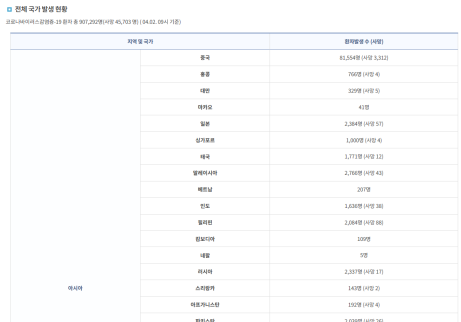 전체 국가 발생 현황
코로나바이러스감염증-19 환자 총 907,292명(사망 45,703 명) ( 04.02. 09시 기준)
지역 및 국가 환자발생 수 (사망)
중국 81,554명 (사망 3,312)
홍콩 766명 (사망 4)
대만 329명 (사망 5)
마카오 41명
일본 2,384명 (사망 57)
싱가포르 1,000명 (사망 4)
태국 1,771명 (사망 12)
말레이시아 2,766명 (사망 43)
베트남 207명
인도 1,636명 (사망 38)
필리핀 2,084명 (사망 88)
캄보디아 109명
네팔 5명
러시아 2,337명 (사망 17)
아시아 스리랑카 143명 (사망 2)
아프가니스탄 192명 (사망 4)
파키스탄 2,039명 (사망 26)